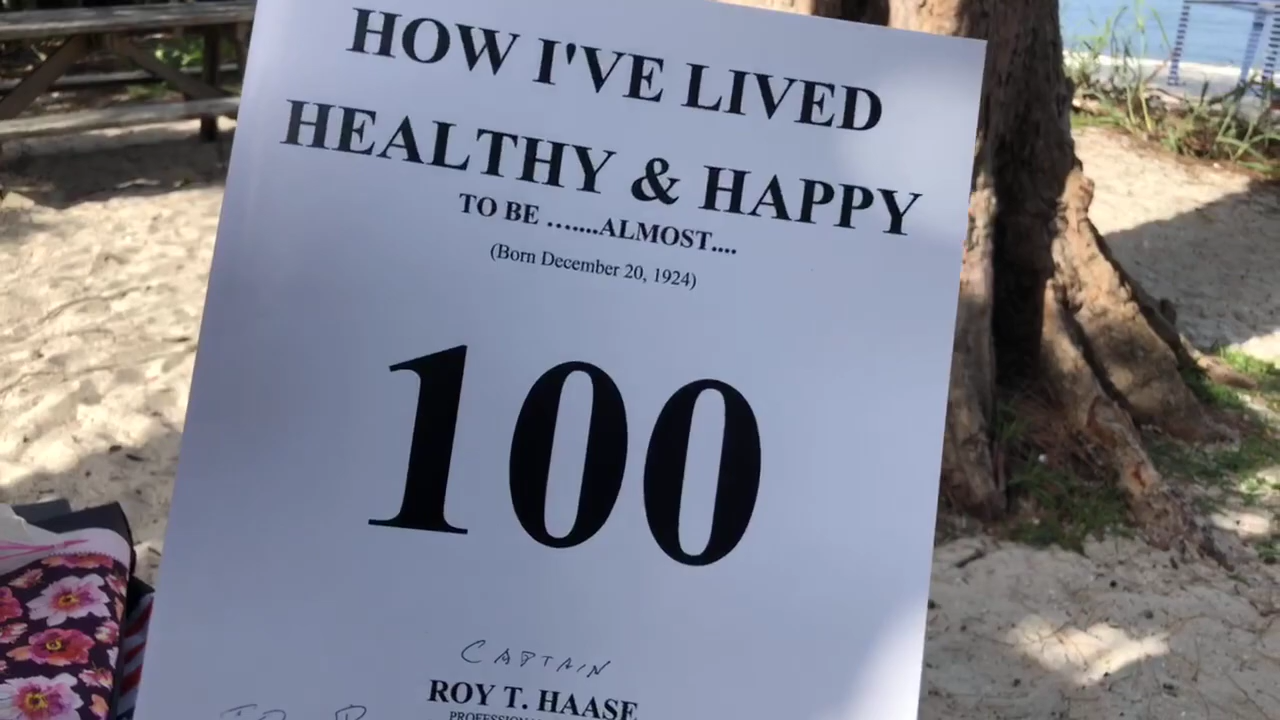 HOW I'VE LIVED
HEALTHY & HAPPY
TO BE .......ALMOST....
(Born December 20, 1924)
100
CAPTAIN
ROY T. HAASE